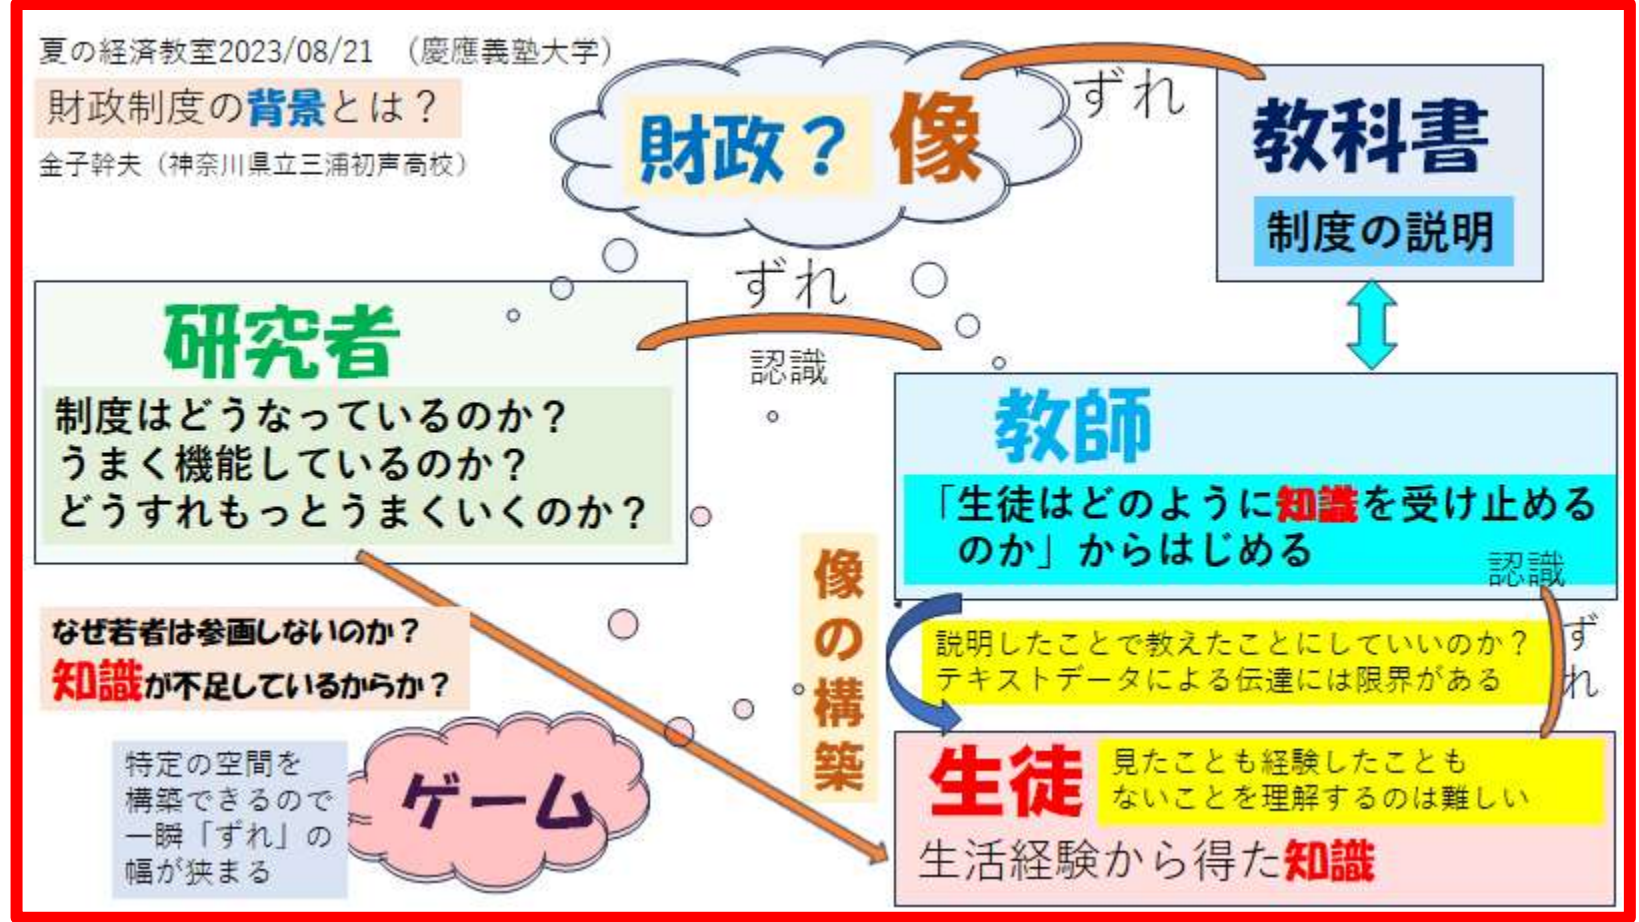 夏の経済教室2023/08/21　（慶應義塾大学）
財政制度の背景とは？
金子幹夫（神奈川県立三浦初声高校）
財政？ 像
ずれ
教科書
制度の説明
研究者
制度はどうなっているのか？
うまく機能しているのか？
どうすれもっとうまくいくのか？
ずれ
認識
教師
「生徒はどのように知識を受け止める
のか」からはじめる
認識
ずれ
説明したことで教えたことにしていいのか？
テキストデータによる伝達には限界がある
像の構築
なぜ若者は参画しないのか？
知識が不足しているからか？
特定の空間を
構築できるので
一瞬「ずれ」の
幅が狭まる
ゲーム
生徒
見たことも経験したことも
ないことを理解するのは難しい
生活経験から得た知識